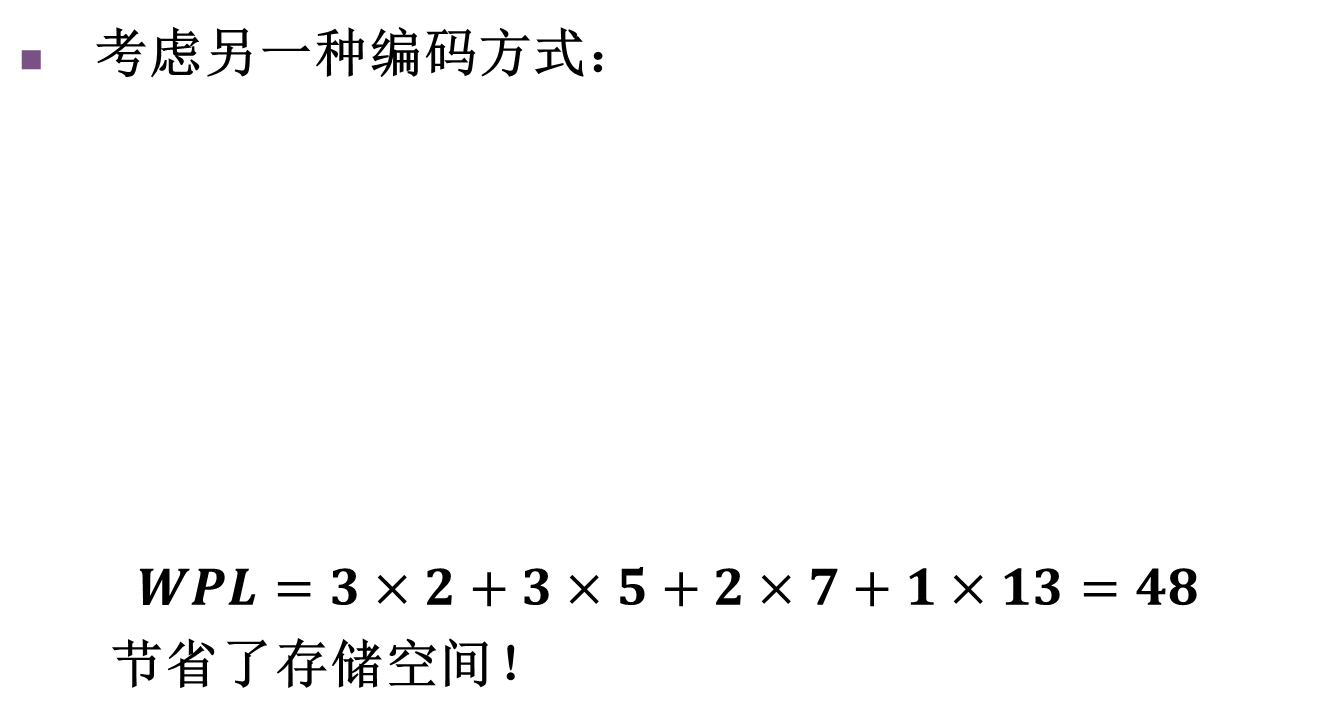 考虑另一种编码方式：
WPL = 3 × 2 + 3 × 5 + 2 × 7 + 1 × 13 = 48
节省了存储空间！